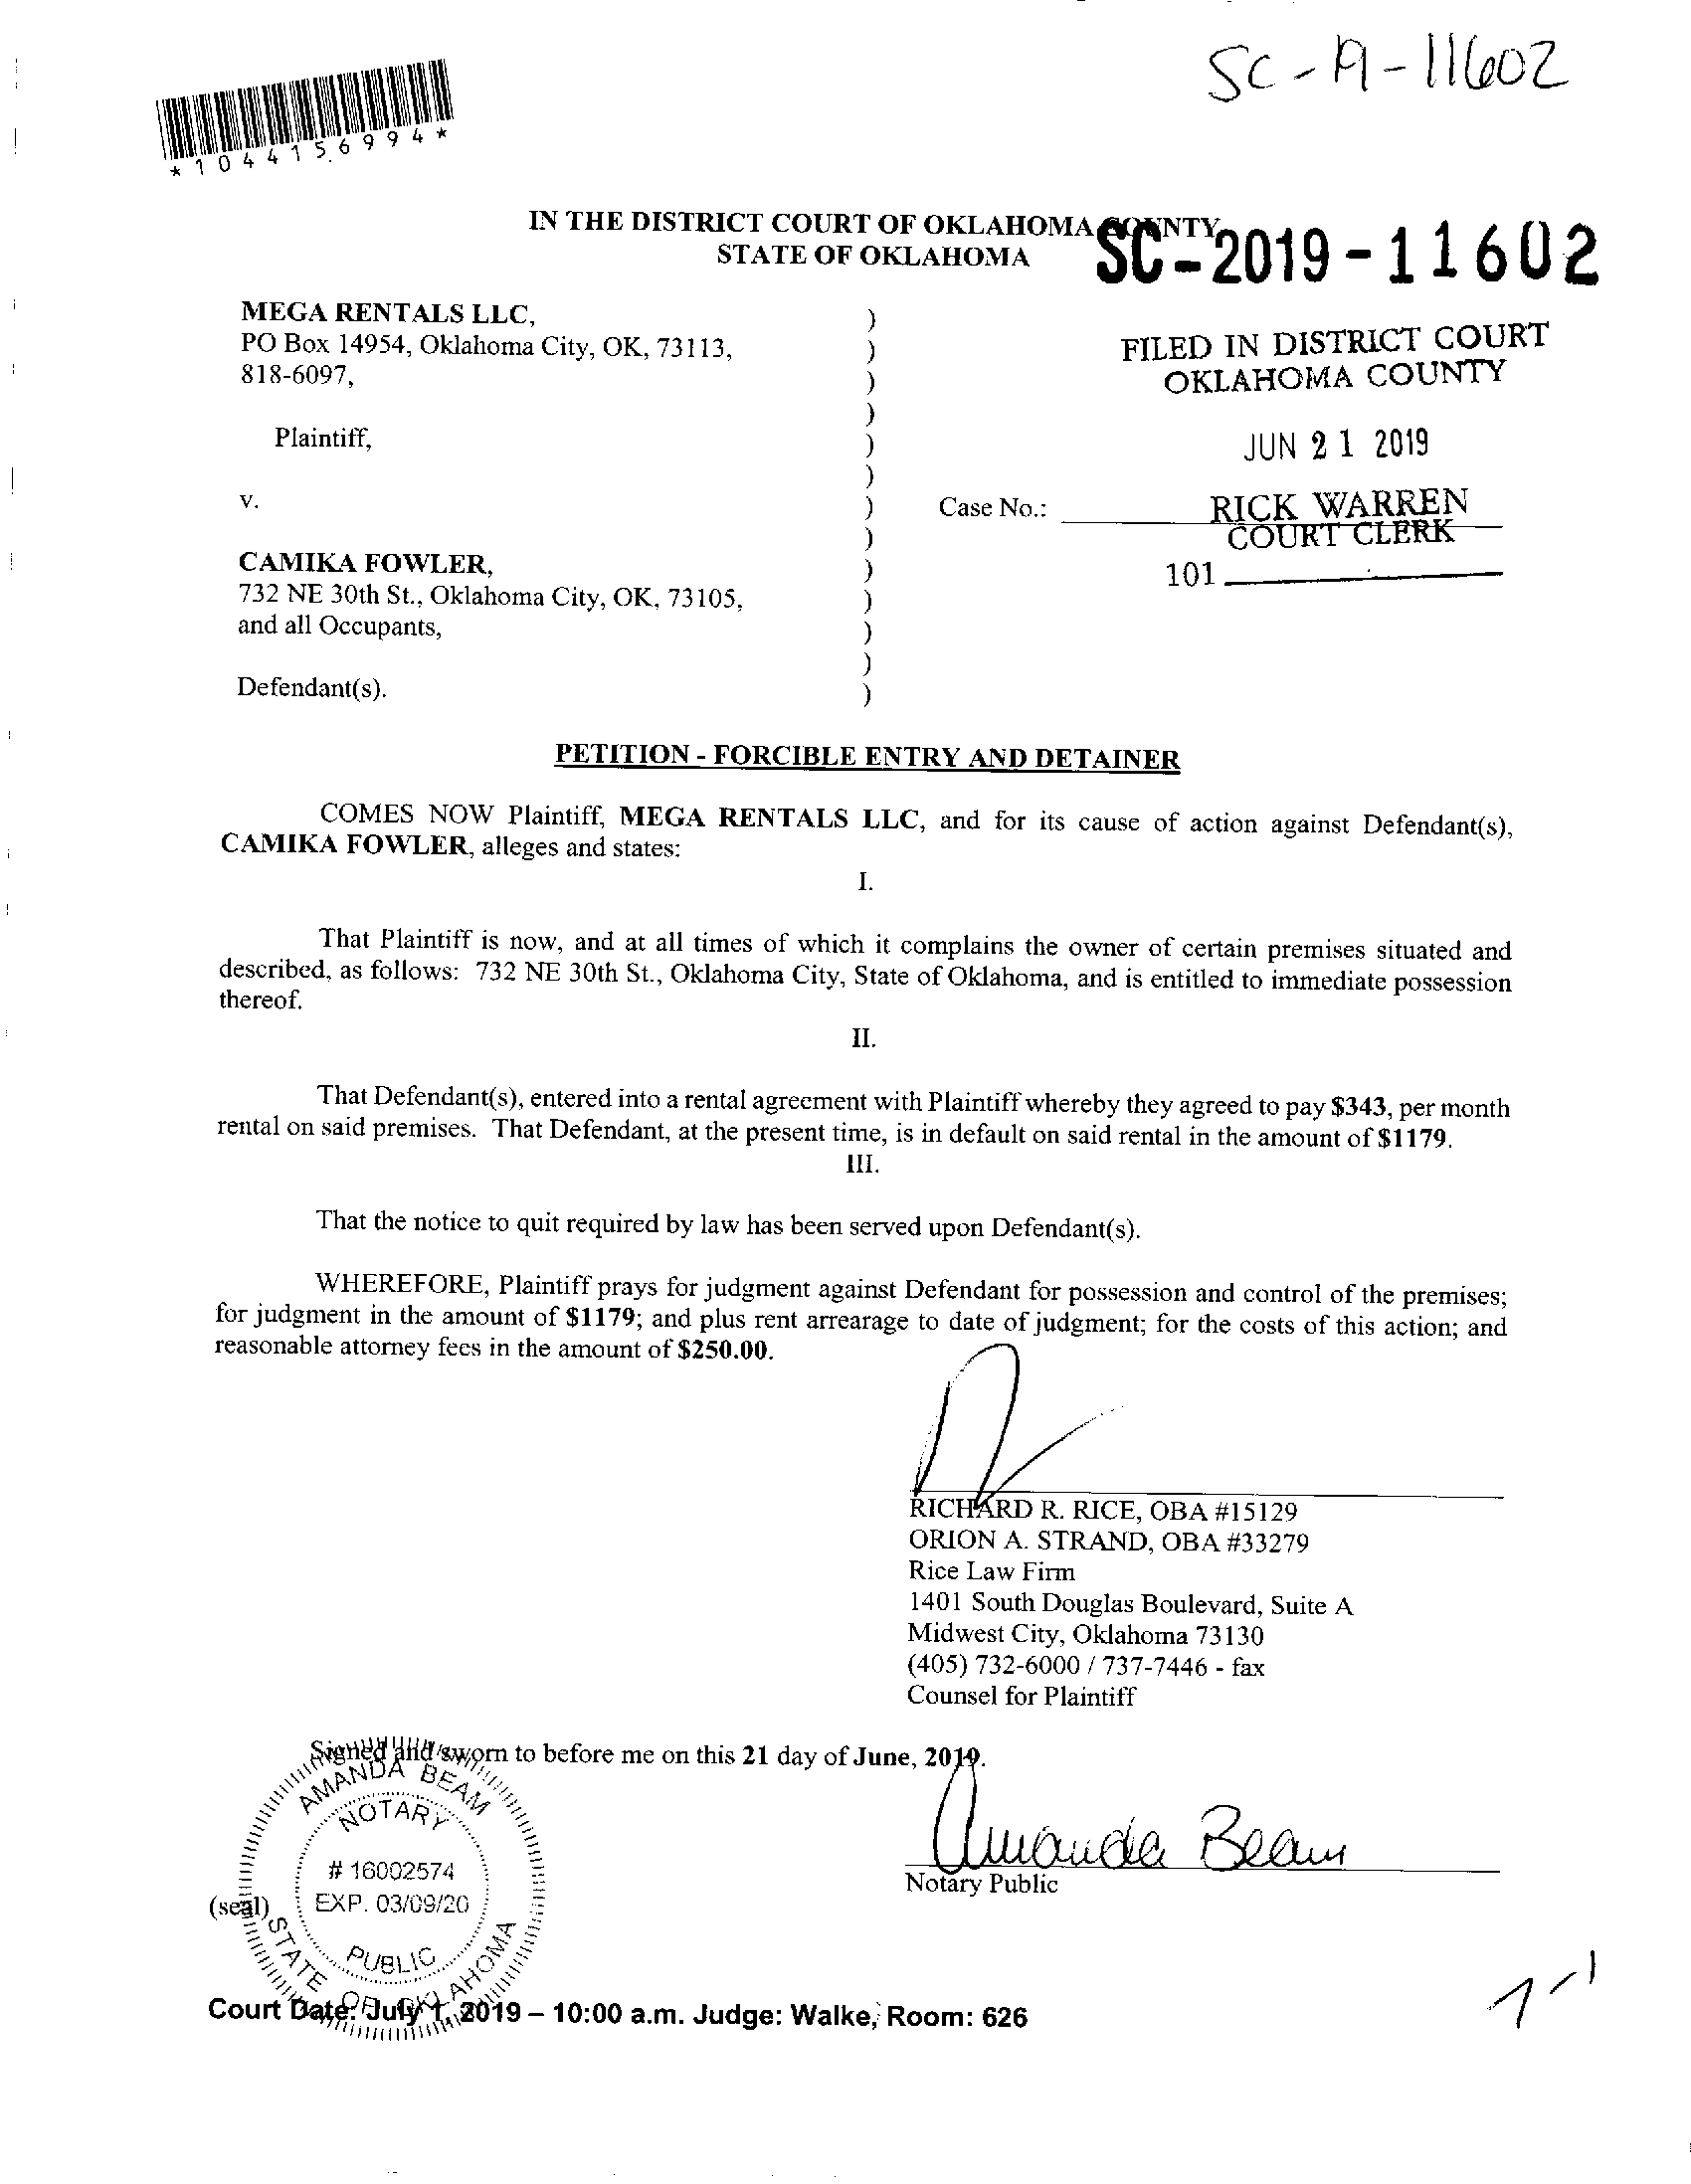 SC-19-11602
*1044156994*
IN THE DISTRICT COURT OF OKLAHOMA COUNTY
STATE OF OKLAHOMA
SC-2019-11602
MEGA RENTALS LLC,
PO Box 14954, Oklahoma City, OK, 73113,
818-6097,
Plaintiff,
v.
CAMIKA FOWLER,
732 NE 30th St., Oklahoma City, OK, 73105,
and all Occupants,
Defendant(s).
)
)
)
)
)
)
)
)
)
)
)
)
)
Case No.:
FILED IN DISTRICT COURT
OKLAHOMA COUNTY
JUN 21 2019
RICK WARREN
COURT CLERK
101
PETITION - FORCIBLE ENTRY AND DETAINER
COMES NOW Plaintiff, MEGA RENTALS LLC, and for its cause of action against Defendant(s),
CAMIKA FOWLER, alleges and states:
I.
That Plaintiff is now, and at all times of which it complains the owner of certain premises situated and
described, as follows: 732 NE 30th St., Oklahoma City, State of Oklahoma, and is entitled to immediate possession
thereof.
II.
That Defendant(s), entered into a rental agreement with Plaintiff whereby they agreed to pay $343, per month
rental on said premises. That Defendant, at the present time, is in default on said rental in the amount of $1179.
III.
That the notice to quit required by law has been served upon Defendant(s).
WHEREFORE, Plaintiff prays for judgment against Defendant for possession and control of the premises;
for judgment in the amount of $1179; and plus rent arrearage to date of judgment; for the costs of this action; and
reasonable attorney fees in the amount of $250.00.
RICHARD R. RICE, OBA #15129
ORION A. STRAND, OBA #33279
Rice Law Firm
1401 South Douglas Boulevard, Suite A
Midwest City, Oklahoma 73130
(405) 732-6000 / 737-7446 - fax
Counsel for Plaintiff
Signed and sworn to before me on this 21 day of June, 2019.
Amanda Beam
Notary Public
(seal)
AMANDA BEAM
NOTARY
# 16002574
EXP. 03/09/20
PUBLIC
STATE OF OKLAHOMA
Court Date: July 1, 2019 – 10:00 a.m. Judge: Walke, Room: 626